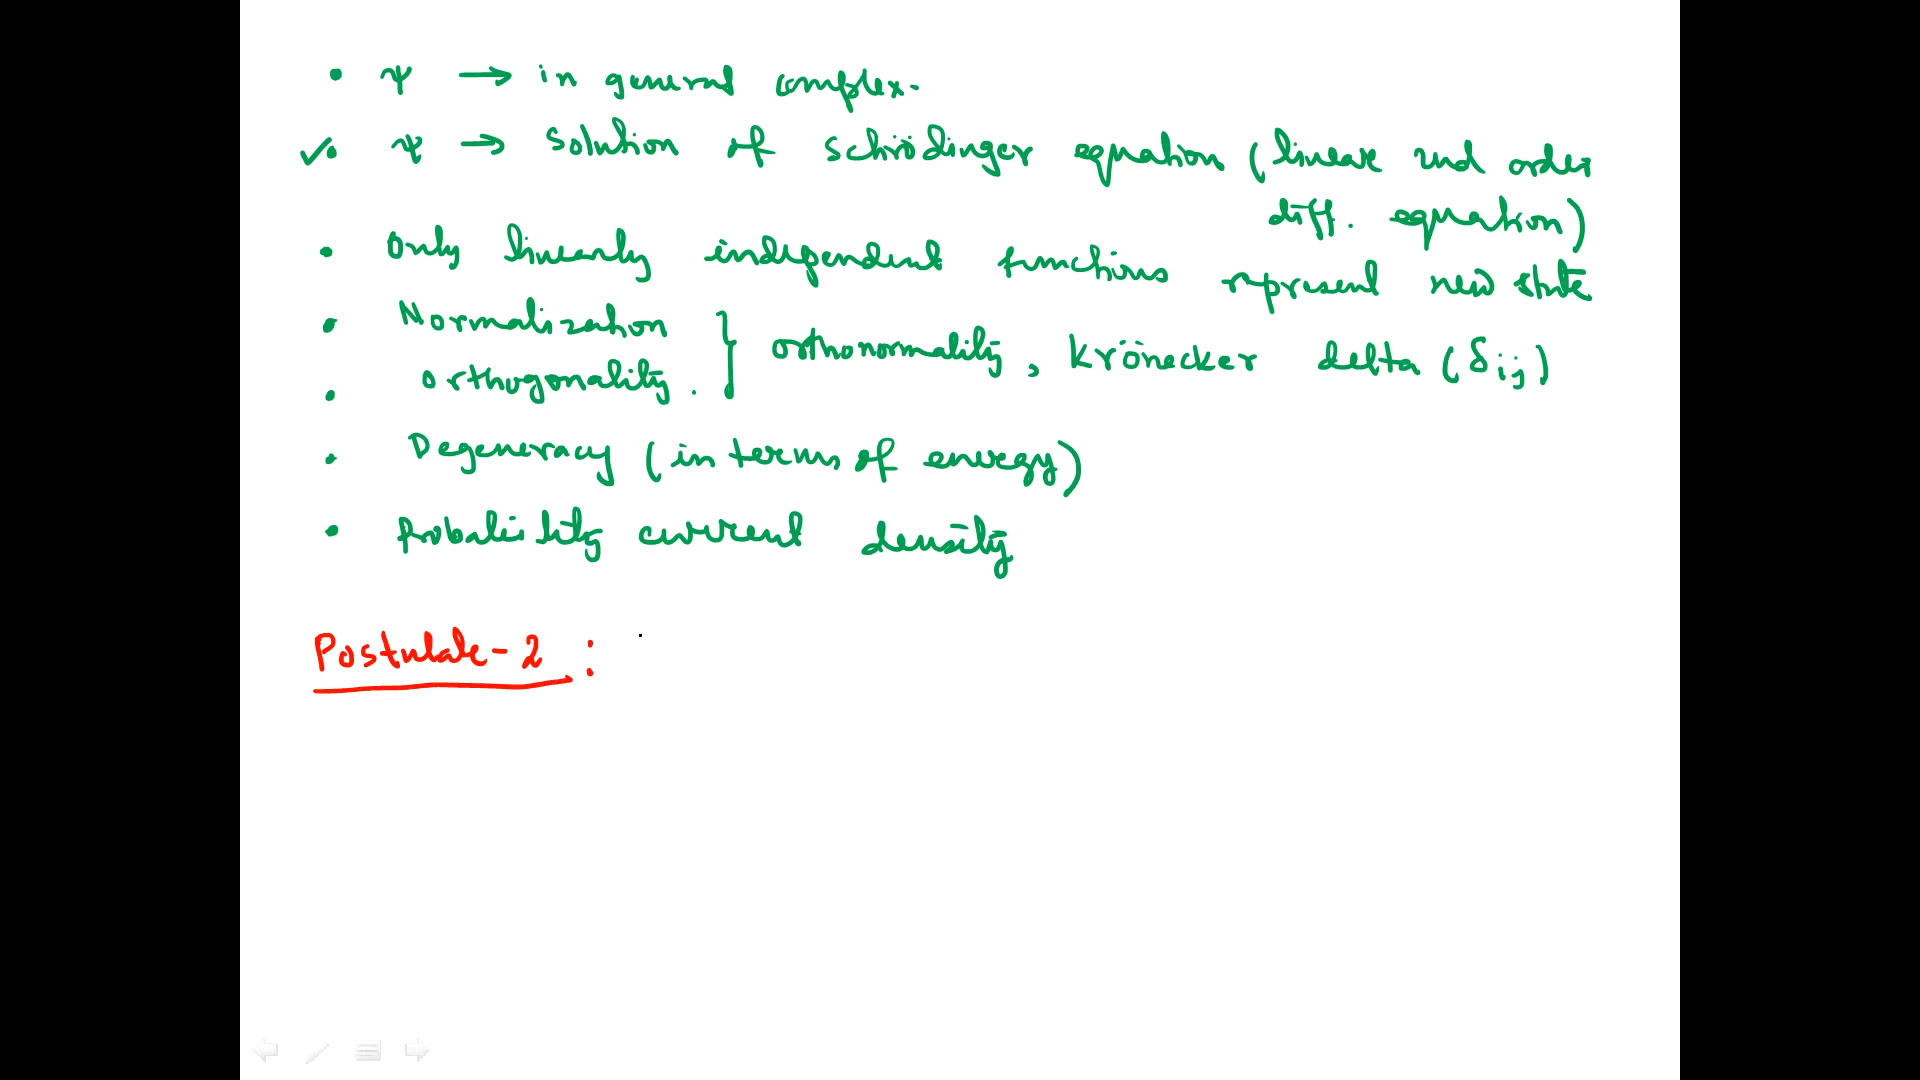 • ψ → in general complex.
✓• ψ → Solution of schrödinger equation (linear 2nd order
diff. equation)
• Only linearly independent functions represent new state
• Normalization } orthonormality, Krönecker delta (δij)
• Orthogonality.
• Degeneracy (in terms of energy)
• Probability current density
Postulate-2 :